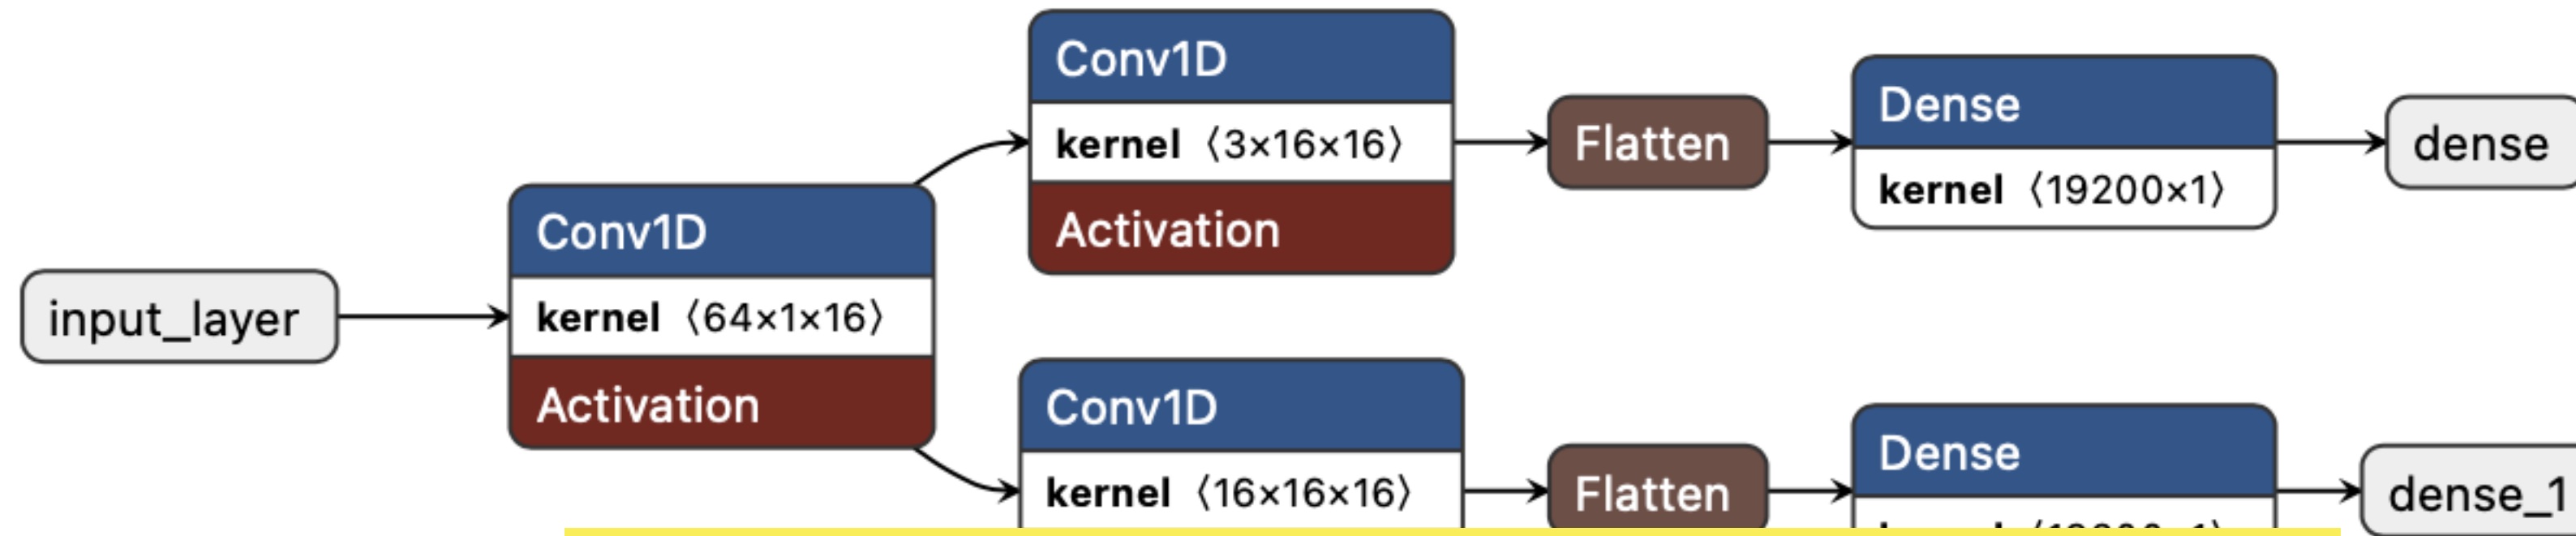 input_layer
Conv1D
kernel ⟨64×1×16⟩
Activation
Conv1D
kernel ⟨3×16×16⟩
Activation
Flatten
Dense
kernel ⟨19200×1⟩
dense
Conv1D
kernel ⟨16×16×16⟩
Flatten
Dense
dense_1